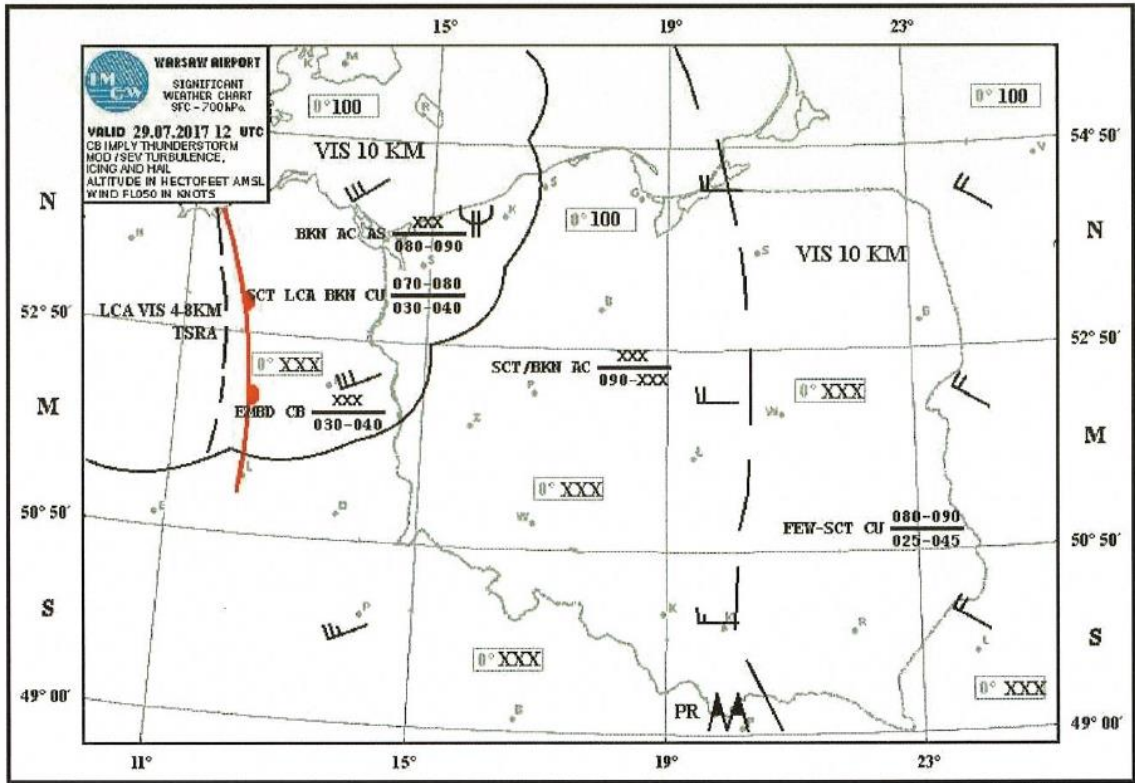 15° 19° 23°
IM
GW
WARSAW AIRPORT
SIGNIFICANT
WEATHER CHART
SFC - 700hPa
VALID 29.07.2017 12 UTC
CB IMPLY THUNDERSTORM
MOD/SEV TURBULENCE,
ICING AND HAIL
ALTITUDE IN HECTOFEET AMSL
WIND FL050 IN KNOTS
M
K
R
0° 100
0° 100
V
54° 50'
VIS 10 KM
N
N
S
K
G
0° 100
H
BKN AC AS XXX
080-090
S
S
VIS 10 KM
N
N
SCT LCA BKN CU 070-080
030-040
LCA VIS 4-8KM
TSRA
B
B
52° 50'
52° 50'
0° XXX
SCT/BKN AC XXX
090-XXX
P
0° XXX
M
EMBD CB XXX
030-040
Z
W
M
L
Ł
0° XXX
E
D
W
50° 50'
FEW-SCT CU 080-090
025-045
50° 50'
S
P
K
K
R
L
S
0° XXX
0° XXX
49° 00'
B
PR
P
49° 00'
11° 15° 19° 23°